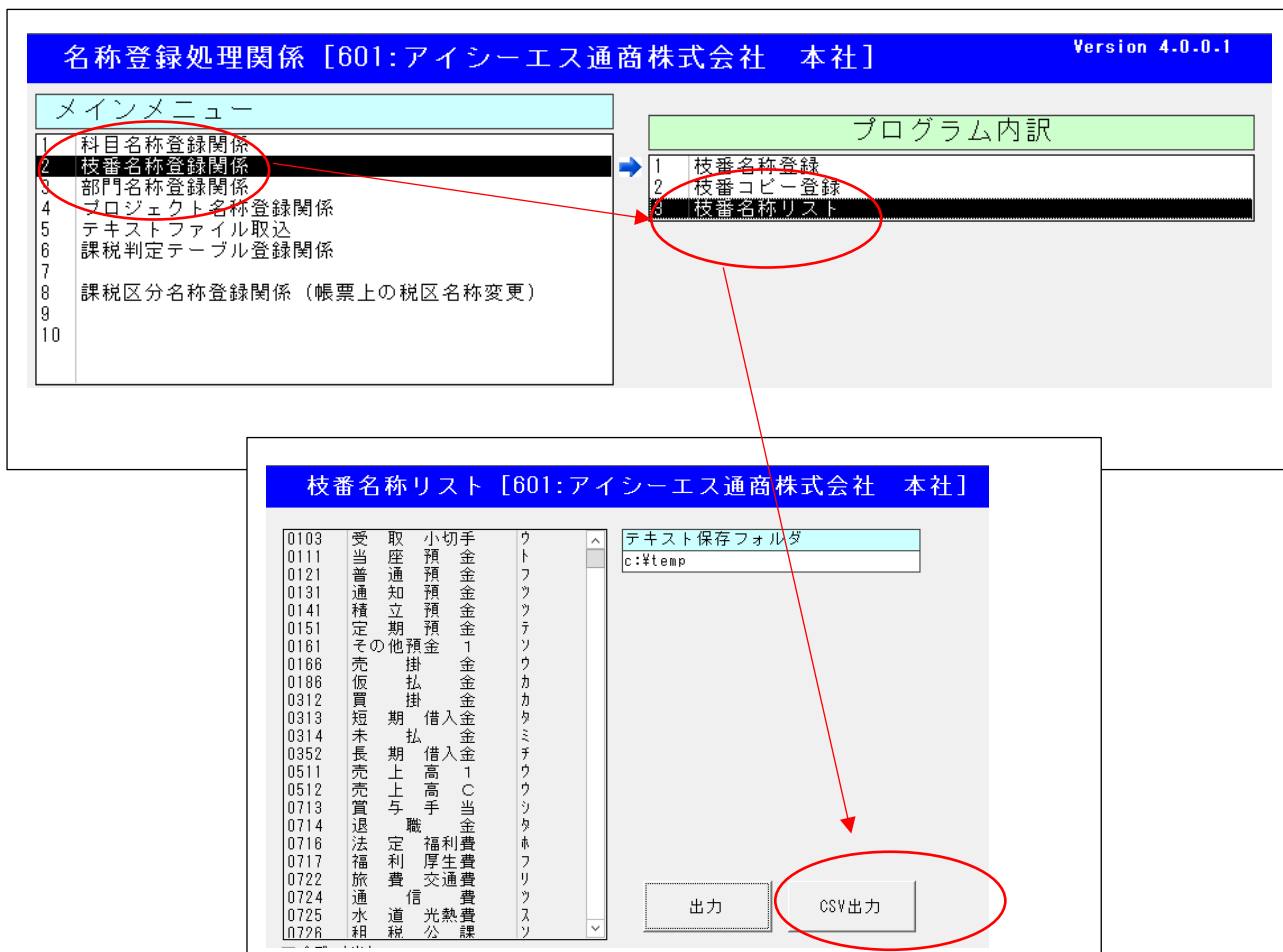 名称登録処理関係 [601:アイシーエス通商株式会社　本社]
Version 4.0.0.1
メインメニュー
1 科目名称登録関係
2 枝番名称登録関係
3 部門名称登録関係
4 プロジェクト名称登録関係
5 テキストファイル取込
6 課税判定テーブル登録関係
7
8 課税区分名称登録関係（帳票上の税区名称変更）
9
10
プログラム内訳
1 枝番名称登録
2 枝番コピー登録
3 枝番名称リスト
枝番名称リスト [601:アイシーエス通商株式会社　本社]
0103 受　取　小切手 ｳ
0111 当　座　預　金 ﾄ
0121 普　通　預　金 ﾌ
0131 通　知　預　金 ﾂ
0141 積　立　預　金 ﾂ
0151 定　期　預　金 ﾃ
0161 その他預金　１ ｿ
0166 売　　掛　　金 ｳ
0186 仮　　払　　金 ｶ
0312 買　　掛　　金 ｶ
0313 短　期　借入金 ﾀ
0314 未　　払　　金 ﾐ
0352 長　期　借入金 ﾁ
0511 売　上　高　１ ｳ
0512 売　上　高　Ｃ ｳ
0713 賞　与　手　当 ｼ
0714 退　　職　　金 ﾀ
0716 法　定　福利費 ﾎ
0717 福　利　厚生費 ﾌ
0722 旅　費　交通費 ﾘ
0724 通　　信　　費 ﾂ
0725 水　道　光熱費 ｽ
0726 租　税　公　課 ｿ
テキスト保存フォルダ
c:¥temp
出力
CSV出力